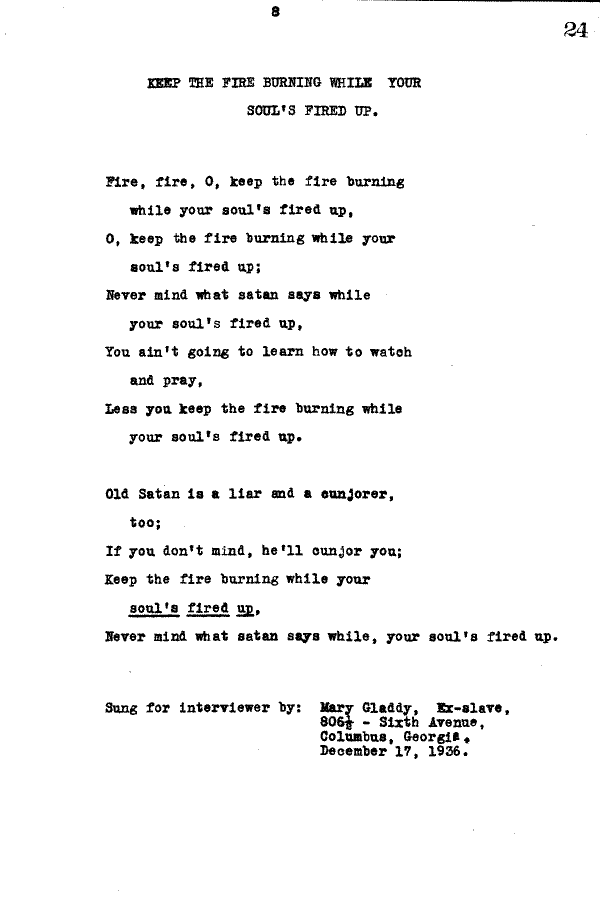 8
24
KEEP THE FIRE BURNING WHILE YOUR
SOUL'S FIRED UP.
Fire, fire, O, keep the fire burning
while your soul's fired up,
O, keep the fire burning while your
soul's fired up;
Never mind what satan says while
your soul's fired up,
You ain't going to learn how to watch
and pray,
Less you keep the fire burning while
your soul's fired up.
Old Satan is a liar and a cunjorer,
too;
If you don't mind, he'll cunjor you;
Keep the fire burning while your
soul's fired up,
Never mind what satan says while, your soul's fired up.
Sung for interviewer by: Mary Gladdy, Ex-slave,
806½ - Sixth Avenue,
Columbus, Georgia.
December 17, 1936.